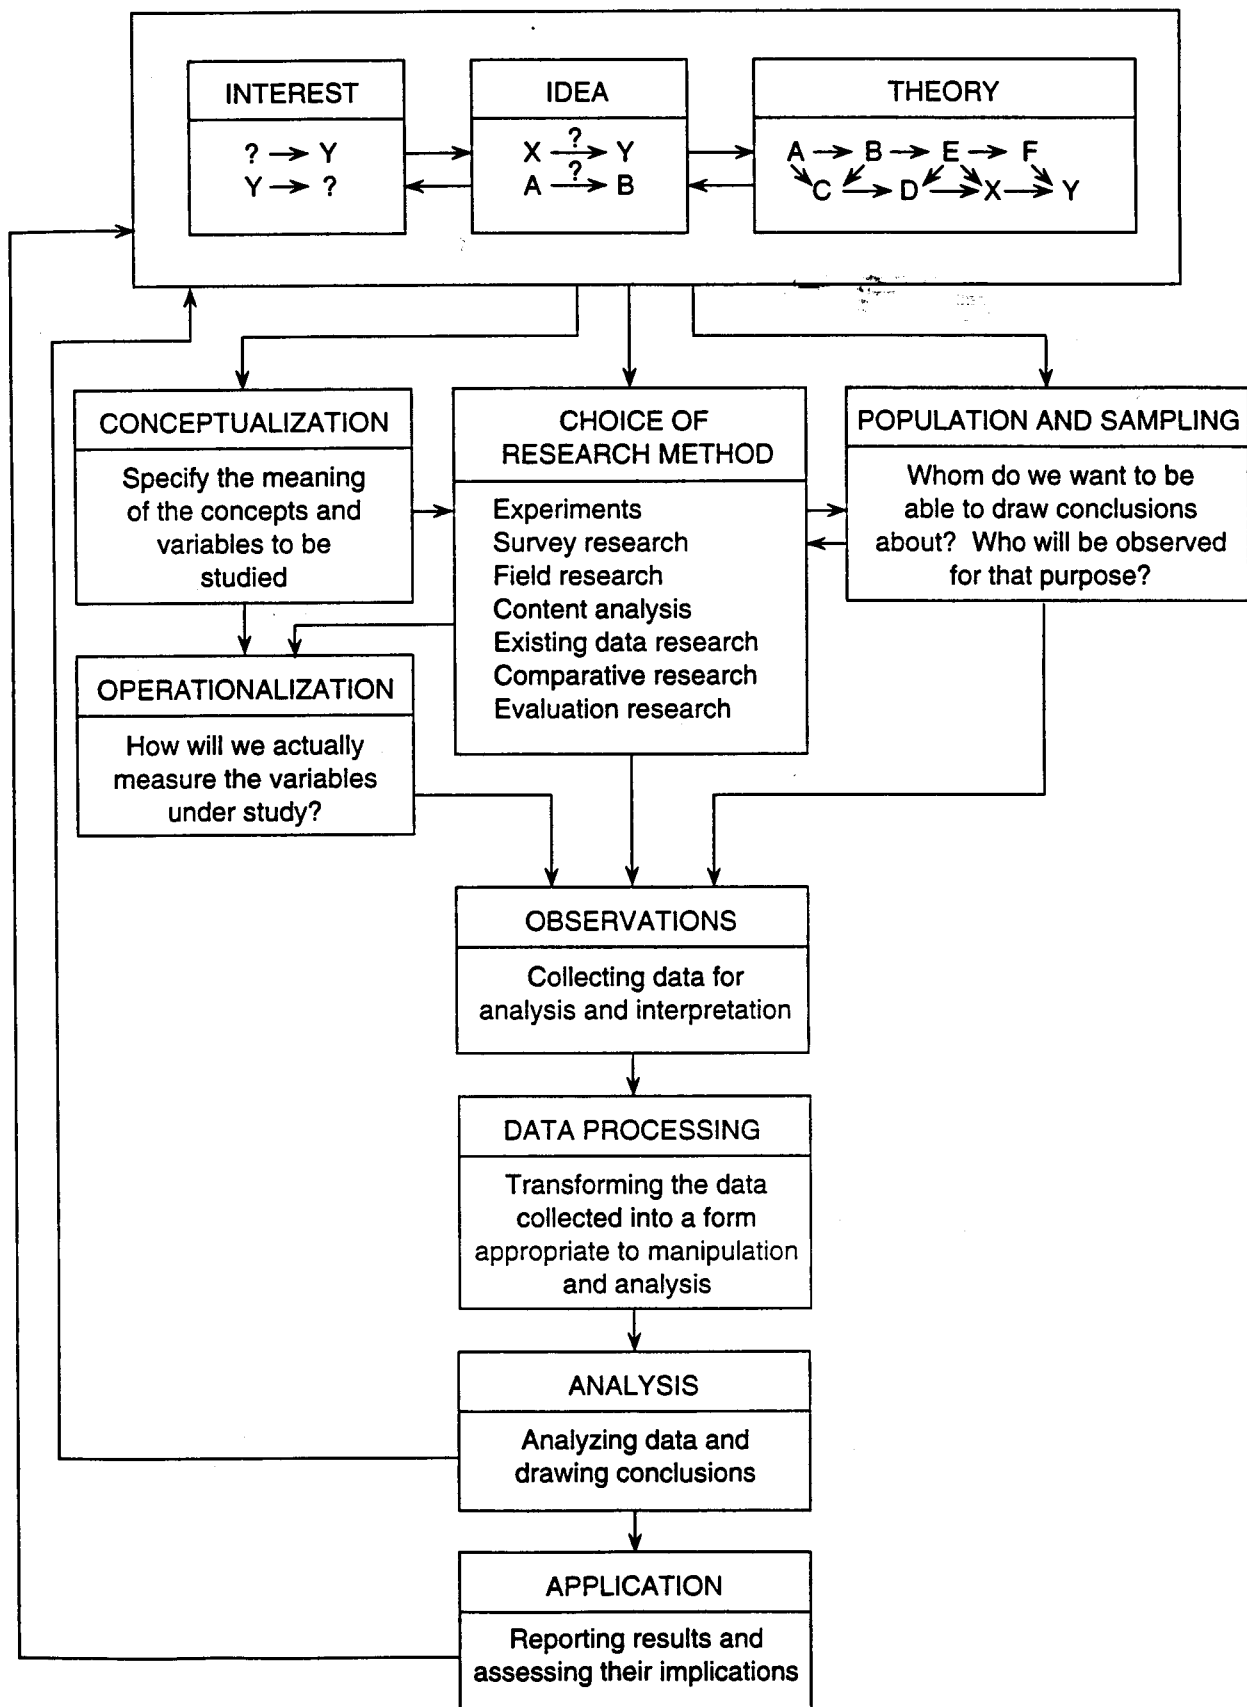 INTEREST
? → Y
Y → ?
IDEA
X ?→ Y
A ?→ B
THEORY
A → B → E → F
C → D → X → Y
CONCEPTUALIZATION
Specify the meaning
of the concepts and
variables to be
studied
CHOICE OF
RESEARCH METHOD
Experiments
Survey research
Field research
Content analysis
Existing data research
Comparative research
Evaluation research
POPULATION AND SAMPLING
Whom do we want to be
able to draw conclusions
about? Who will be observed
for that purpose?
OPERATIONALIZATION
How will we actually
measure the variables
under study?
OBSERVATIONS
Collecting data for
analysis and interpretation
DATA PROCESSING
Transforming the data
collected into a form
appropriate to manipulation
and analysis
ANALYSIS
Analyzing data and
drawing conclusions
APPLICATION
Reporting results and
assessing their implications